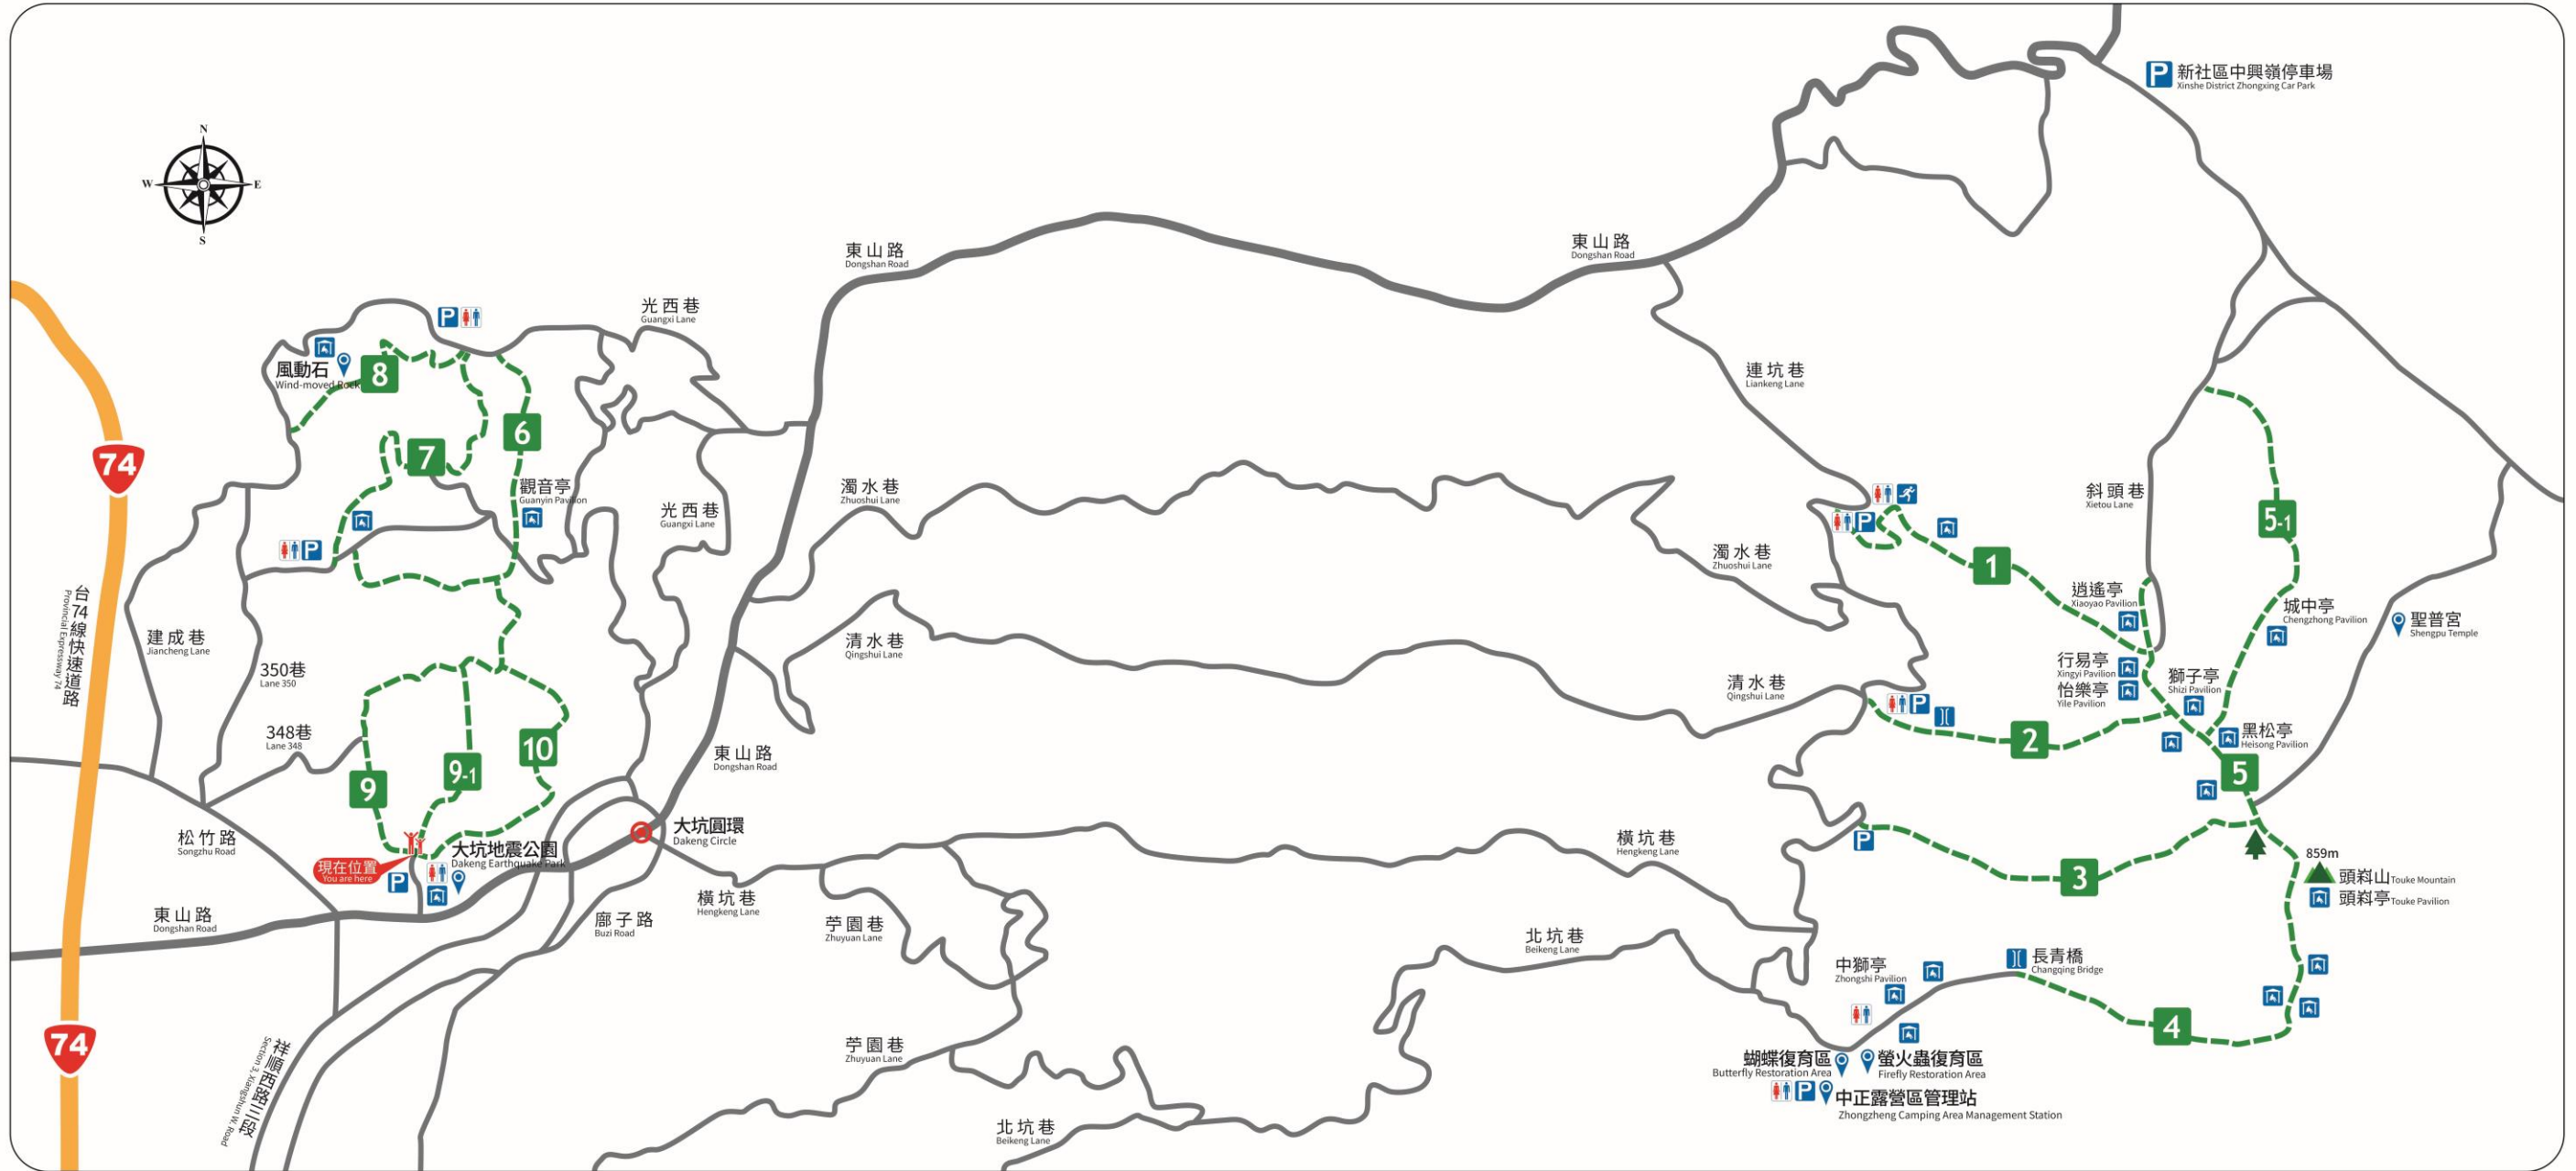 N
W
E
S
P 新社區中興嶺停車場
Xinshe District Zhongxing Car Park
東山路
Dongshan Road
東山路
Dongshan Road
光西巷
Guangxi Lane
P
風動石
Wind-moved Rock
8
連坑巷
Liankeng Lane
6
7
74
觀音亭
Guanyin Pavilion
光西巷
Guangxi Lane
濁水巷
Zhuoshui Lane
斜頭巷
Xietou Lane
P
5-1
P
濁水巷
Zhuoshui Lane
1
台74線快速道路
Provincial Expressway 74
逍遙亭
Xiaoyao Pavilion
城中亭
Chengzhong Pavilion
聖普宮
Shengpu Temple
建成巷
Jiancheng Lane
清水巷
Qingshui Lane
350巷
Lane 350
行易亭
Xingyi Pavilion
怡樂亭
Yile Pavilion
獅子亭
Shizi Pavilion
清水巷
Qingshui Lane
P
348巷
Lane 348
黑松亭
Heisong Pavilion
2
10
東山路
Dongshan Road
9-1
9
5
松竹路
Songzhu Road
C
大坑圓環
Dakeng Circle
橫坑巷
Hengkeng Lane
P
現在位置
You are here
大坑地震公園
Dakeng Earthquake Park
P
859m
頭嵙山Touke Mountain
頭嵙亭Touke Pavilion
3
東山路
Dongshan Road
廍子路
Buzi Road
橫坑巷
Hengkeng Lane
苧園巷
Zhuyuan Lane
北坑巷
Beikeng Lane
中獅亭
Zhongshi Pavilion
長青橋
Changqing Bridge
4
74
祥順西路三段
Section 3, Xiangshun W. Road
苧園巷
Zhuyuan Lane
蝴蝶復育區
Butterfly Restoration Area
螢火蟲復育區
Firefly Restoration Area
P
中正露營區管理站
Zhongzheng Camping Area Management Station
北坑巷
Beikeng Lane